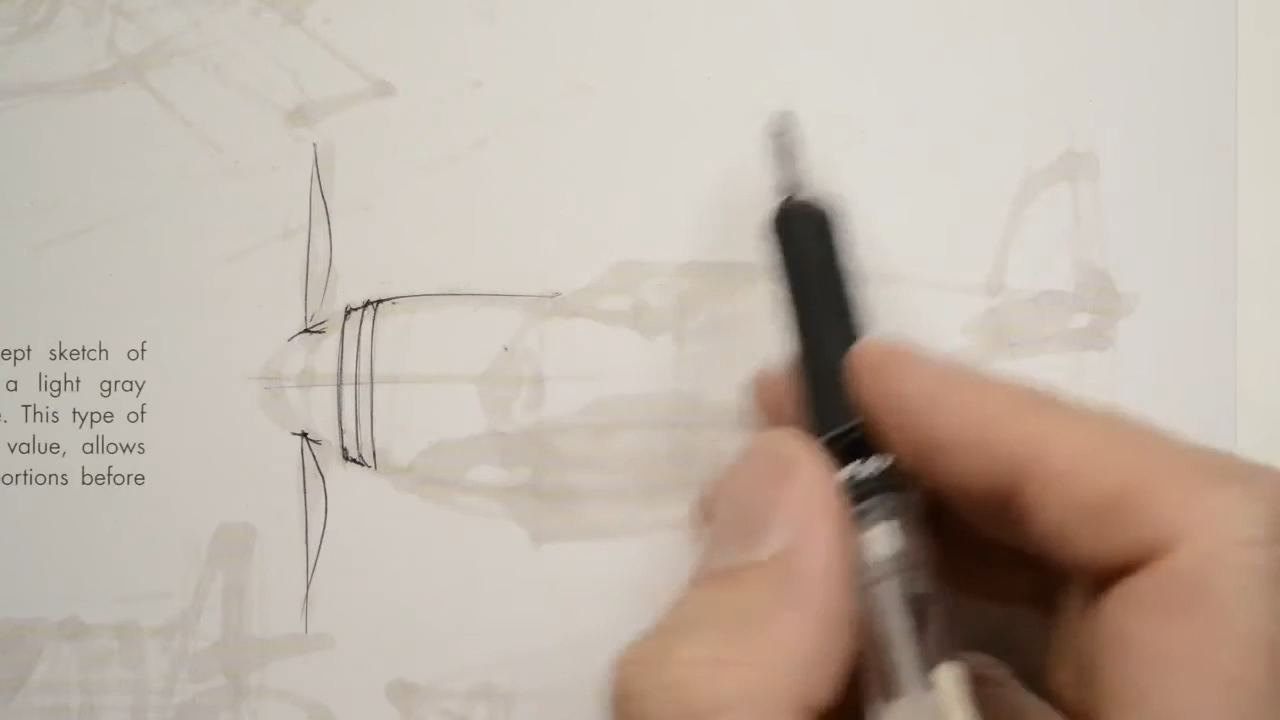 ept sketch of
a light gray
. This type of
value, allows
ortions before